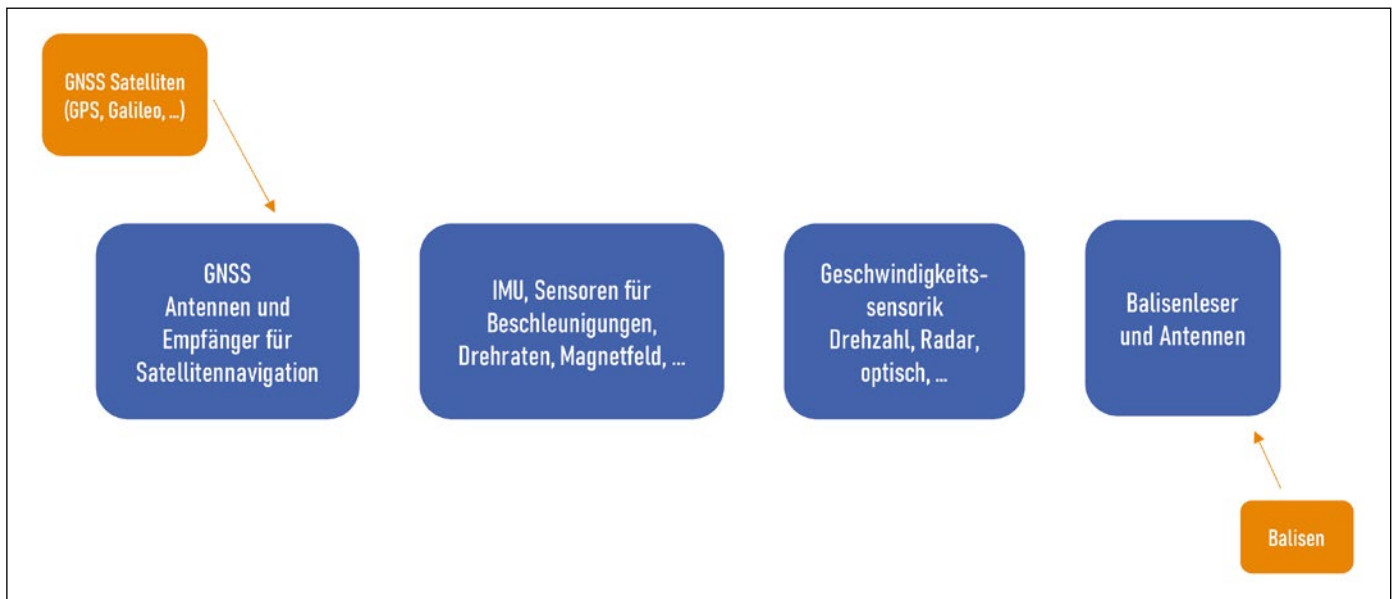 GNSS Satelliten
(GPS, Galileo, ...)
GNSS
Antennen und
Empfänger für
Satellitennavigation
IMU, Sensoren für
Beschleunigungen,
Drehraten, Magnetfeld, ...
Geschwindigkeits-
sensorik
Drehzahl, Radar,
optisch, ...
Balisenleser
und Antennen
Balisen